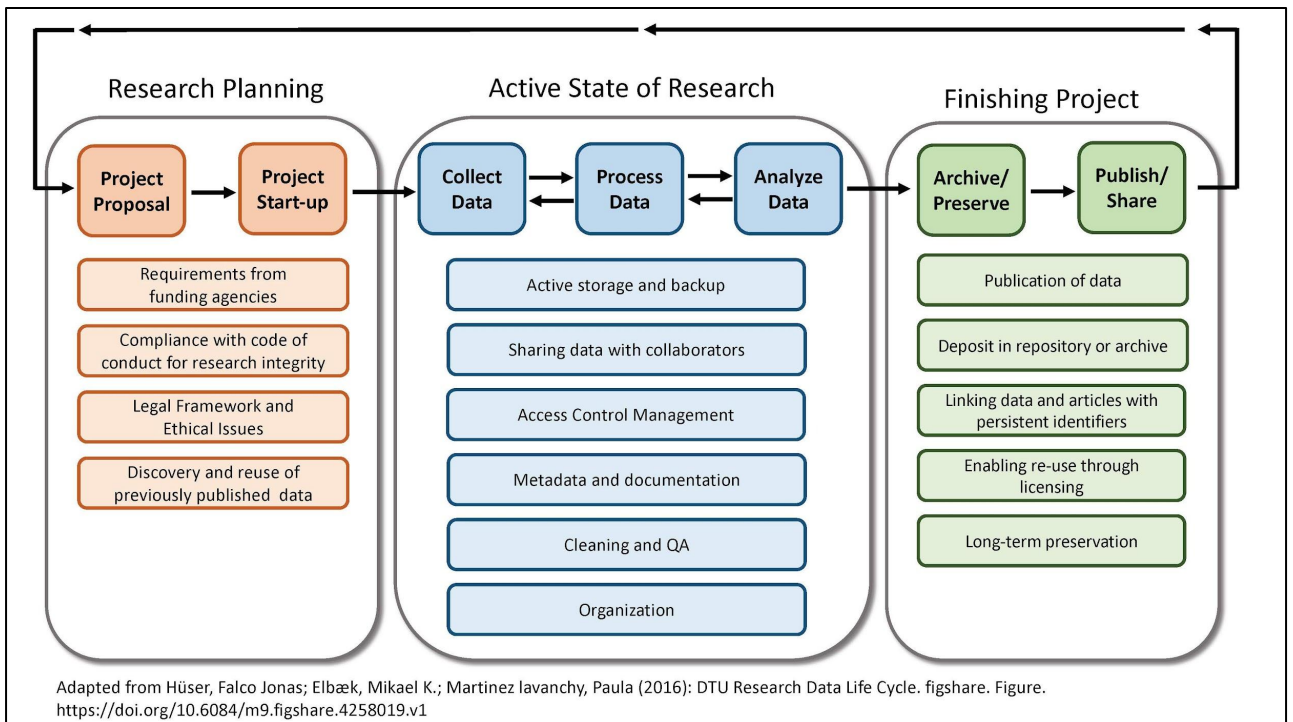 Research Planning
Active State of Research
Finishing Project
Project
Proposal
Project
Start-up
Collect
Data
Process
Data
Analyze
Data
Archive/
Preserve
Publish/
Share
Requirements from
funding agencies
Compliance with code of
conduct for research integrity
Legal Framework and
Ethical Issues
Discovery and reuse of
previously published data
Active storage and backup
Sharing data with collaborators
Access Control Management
Metadata and documentation
Cleaning and QA
Organization
Publication of data
Deposit in repository or archive
Linking data and articles with
persistent identifiers
Enabling re-use through
licensing
Long-term preservation
Adapted from Hüser, Falco Jonas; Elbæk, Mikael K.; Martinez lavanchy, Paula (2016): DTU Research Data Life Cycle. figshare. Figure.
https://doi.org/10.6084/m9.figshare.4258019.v1